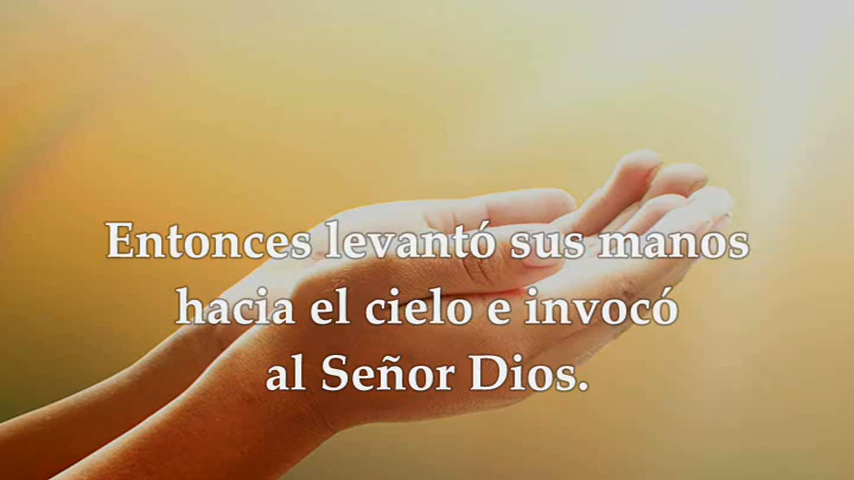 Entonces levantó sus manos
hacia el cielo e invocó
al Señor Dios.